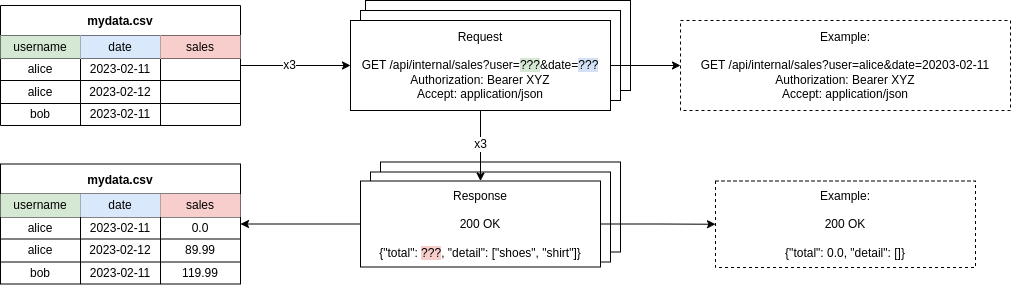 mydata.csv
username date sales
alice 2023-02-11
alice 2023-02-12
bob 2023-02-11
x3
Request
GET /api/internal/sales?user=???&date=???
Authorization: Bearer XYZ
Accept: application/json
Example:
GET /api/internal/sales?user=alice&date=20203-02-11
Authorization: Bearer XYZ
Accept: application/json
x3
mydata.csv
username date sales
alice 2023-02-11 0.0
alice 2023-02-12 89.99
bob 2023-02-11 119.99
Response
200 OK
{"total": ???, "detail": ["shoes", "shirt"]}
Example:
200 OK
{"total": 0.0, "detail": []}